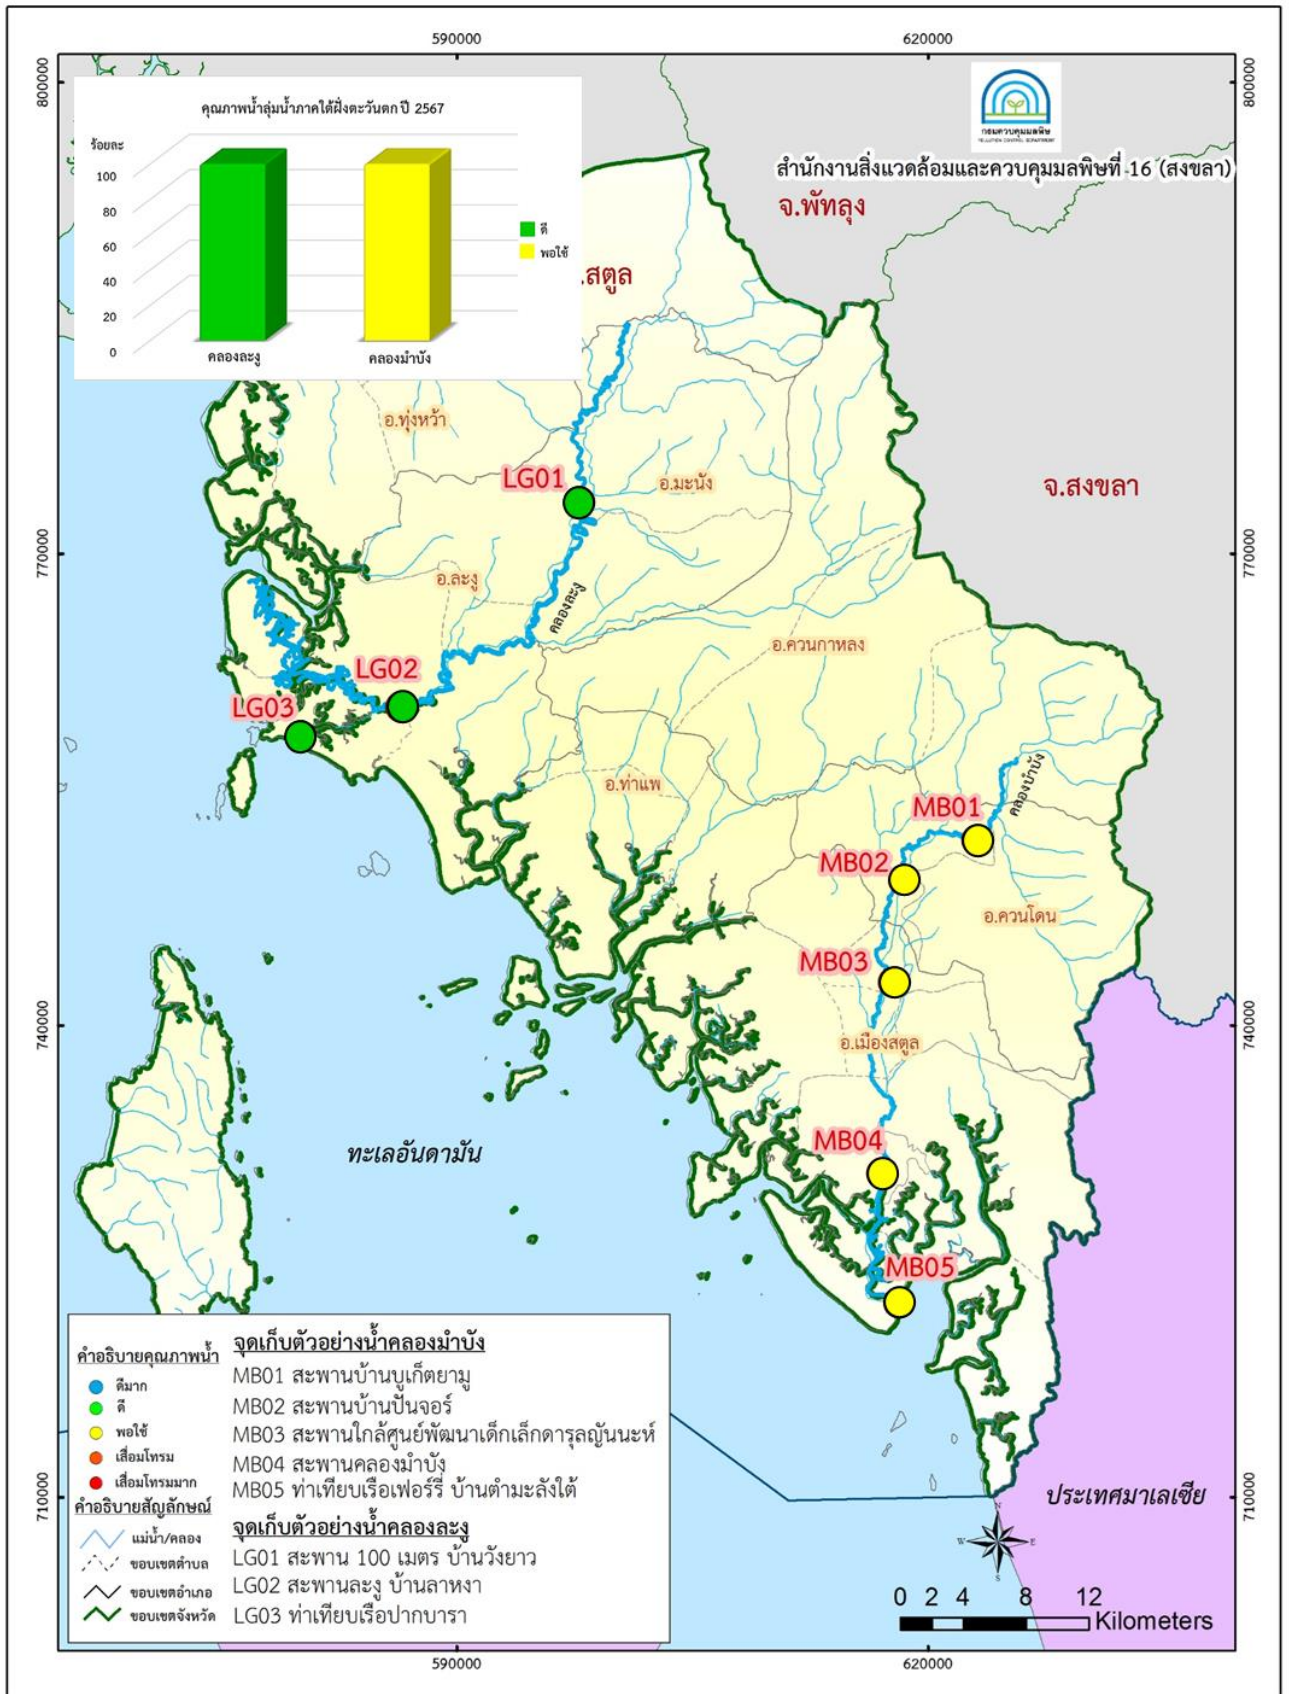 590000
620000
800000
800000
คุณภาพน้ำลุ่มน้ำภาคใต้ฝั่งตะวันตก ปี 2567
ร้อยละ
100
80
60
40
20
0
คลองละงู
คลองมำบัง
ดี
พอใช้
กรมควบคุมมลพิษ
POLLUTION CONTROL DEPARTMENT
สำนักงานสิ่งแวดล้อมและควบคุมมลพิษที่ 16 (สงขลา)
จ.พัทลุง
.สตูล
อ.ทุ่งหว้า
LG01
อ.มะนัง
จ.สงขลา
770000
770000
อ.ละงู
คลองละงู
อ.ควนกาหลง
LG02
LG03
อ.ท่าแพ
คลองบำบัง
MB01
MB02
อ.ควนโดน
MB03
740000
740000
อ.เมืองสตูล
MB04
ทะเลอันดามัน
MB05
คำอธิบายคุณภาพน้ำ
ดีมาก
ดี
พอใช้
เสื่อมโทรม
เสื่อมโทรมมาก
คำอธิบายสัญลักษณ์
แม่น้ำ/คลอง
ขอบเขตตำบล
ขอบเขตอำเภอ
ขอบเขตจังหวัด
จุดเก็บตัวอย่างน้ำคลองมำบัง
MB01 สะพานบ้านบูเก็ตยามู
MB02 สะพานบ้านปันจอร์
MB03 สะพานใกล้ศูนย์พัฒนาเด็กเล็กดารุลญันนะห์
MB04 สะพานคลองมำบัง
MB05 ท่าเทียบเรือเฟอร์รี่ บ้านตำมะลังใต้
จุดเก็บตัวอย่างน้ำคลองละงู
LG01 สะพาน 100 เมตร บ้านวังยาว
LG02 สะพานละงู บ้านลาหงา
LG03 ท่าเทียบเรือปากบารา
710000
710000
ประเทศมาเลเซีย
N
W E
S
0 2 4 8 12
Kilometers
590000
620000